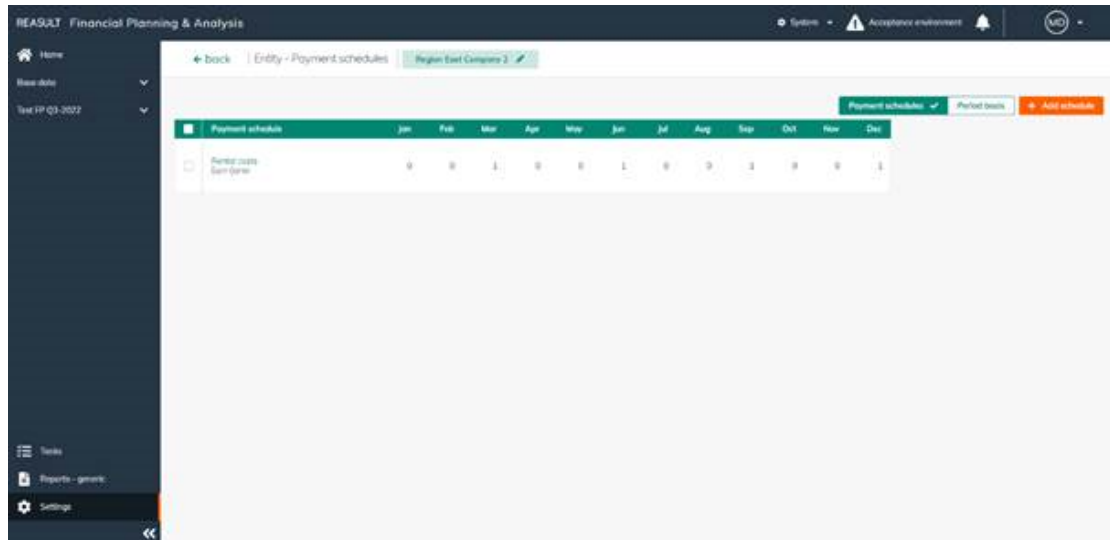 REASULT Financial Planning & Analysis
System
Acceptance environment
MD
Home
Base data
Test FP Q3-2022
back
Entity - Payment schedules
Region East Company 2
Payment schedules
Period basis
+ Add schedule
Payment schedule Jan Feb Mar Apr May Jun Jul Aug Sep Oct Nov Dec
Rental costs 0 0 1 0 0 1 0 0 1 0 0 1
Tasks
Reports - generic
Settings